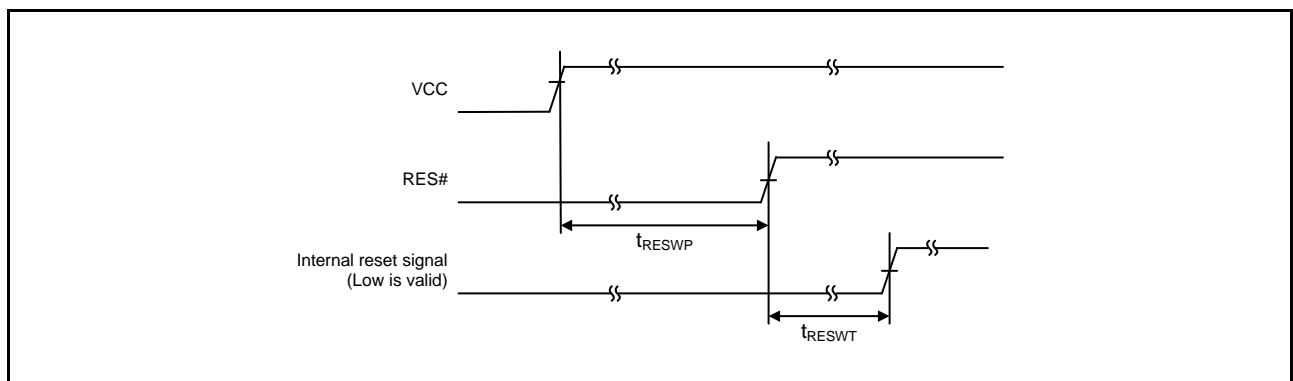 VCC
RES#
tRESWP
Internal reset signal
(Low is valid)
tRESWT